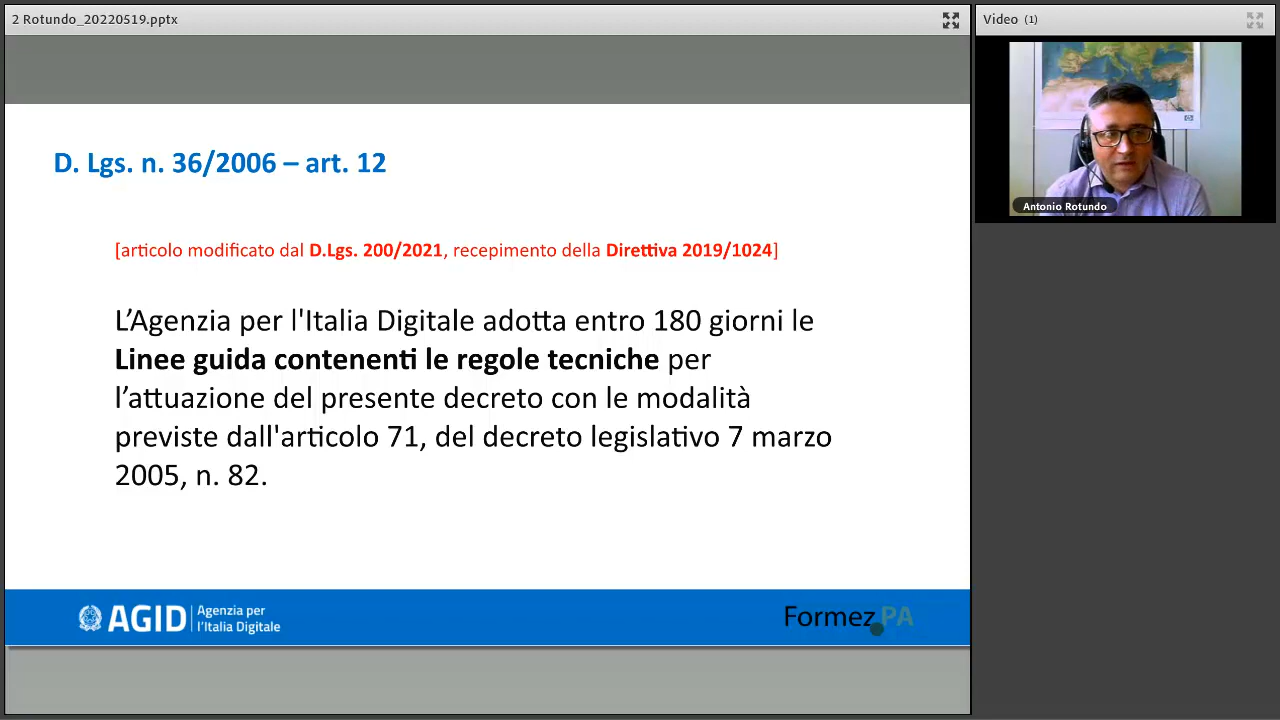 2 Rotundo_20220519.pptx
Video (1)
Antonio Rotundo
D. Lgs. n. 36/2006 – art. 12
[articolo modificato dal D.Lgs. 200/2021, recepimento della Direttiva 2019/1024]
L’Agenzia per l'Italia Digitale adotta entro 180 giorni le
Linee guida contenenti le regole tecniche per
l’attuazione del presente decreto con le modalità
previste dall'articolo 71, del decreto legislativo 7 marzo
2005, n. 82.
AGID
Agenzia per
l’Italia Digitale
Formez PA